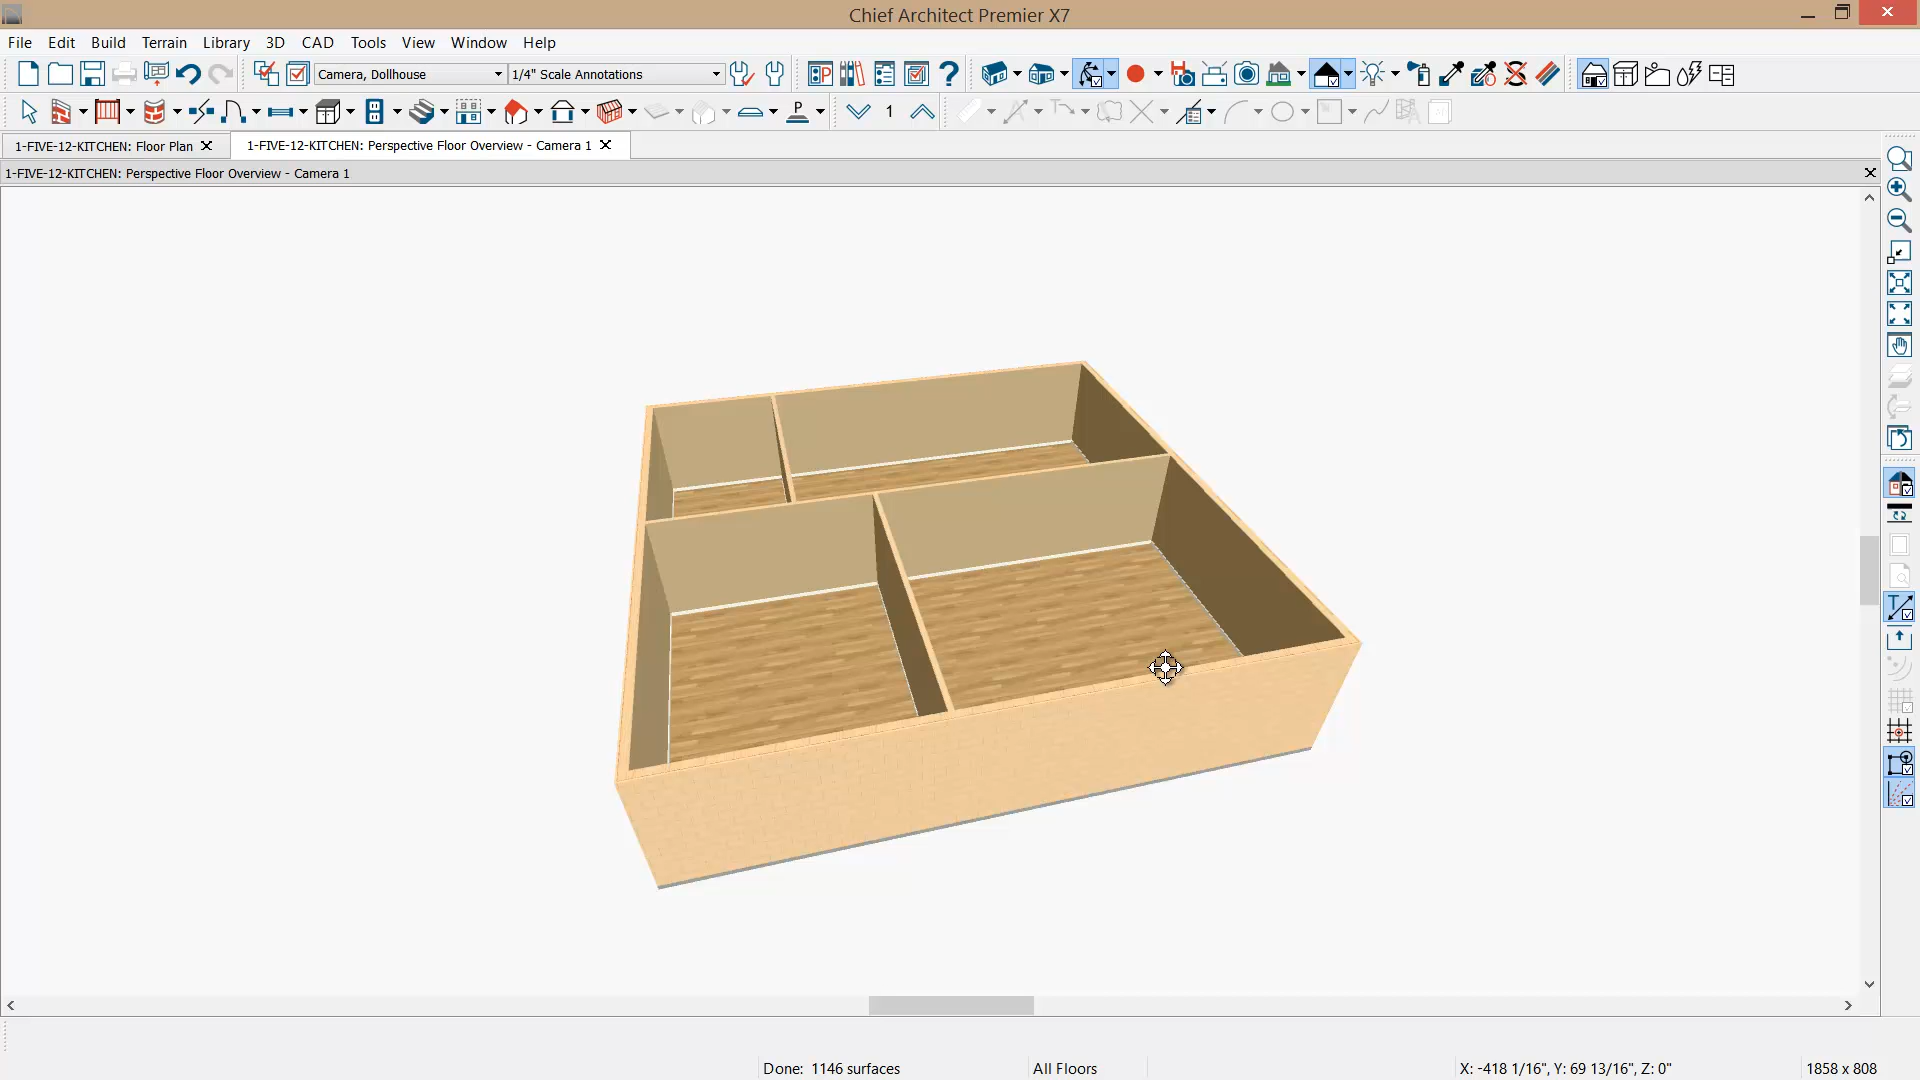 Chief Architect Premier X7
File Edit Build Terrain Library 3D CAD Tools View Window Help
Camera, Dollhouse 1/4" Scale Annotations
1
1-FIVE-12-KITCHEN: Floor Plan 1-FIVE-12-KITCHEN: Perspective Floor Overview - Camera 1
1-FIVE-12-KITCHEN: Perspective Floor Overview - Camera 1
Done: 1146 surfaces All Floors X: -418 1/16", Y: 69 13/16", Z: 0" 1858 x 808